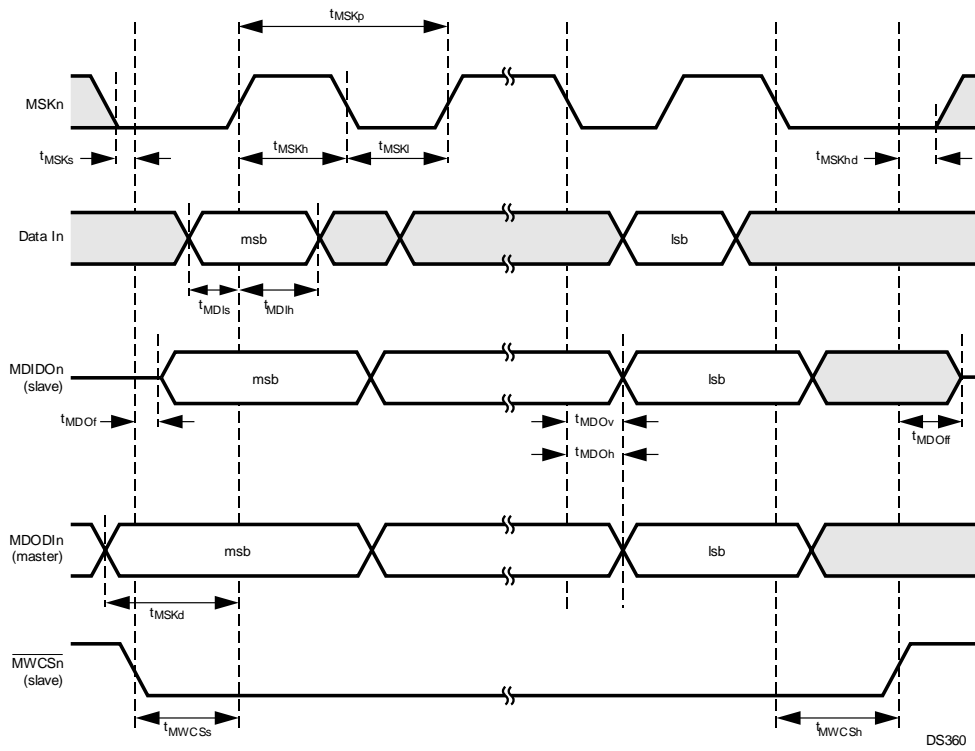 tMSKp
MSKn
tMSKs
tMSKh
tMSKl
tMSKhd
Data In
msb
lsb
tMDIs
tMDIh
MDIDOn
(slave)
msb
lsb
tMDOf
tMDOv
tMDOff
tMDOh
MDODIn
(master)
msb
lsb
tMSKd
MWCSn
(slave)
tMWCSs
tMWCSh
DS360